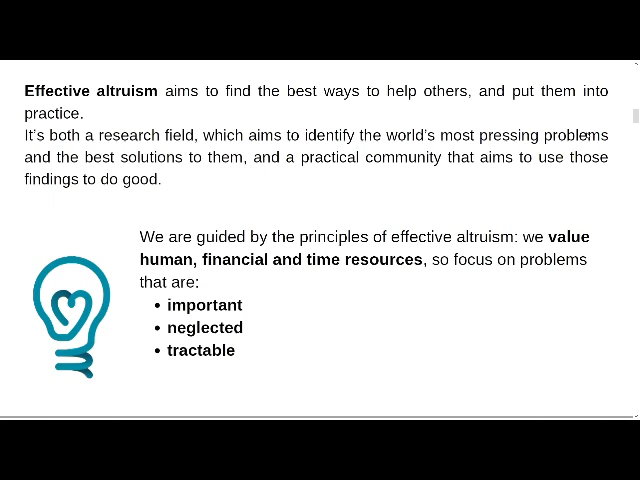 Effective altruism aims to find the best ways to help others, and put them into
practice.
It's both a research field, which aims to identify the world's most pressing problems
and the best solutions to them, and a practical community that aims to use those
findings to do good.
We are guided by the principles of effective altruism: we value
human, financial and time resources, so focus on problems
that are:
• important
• neglected
• tractable